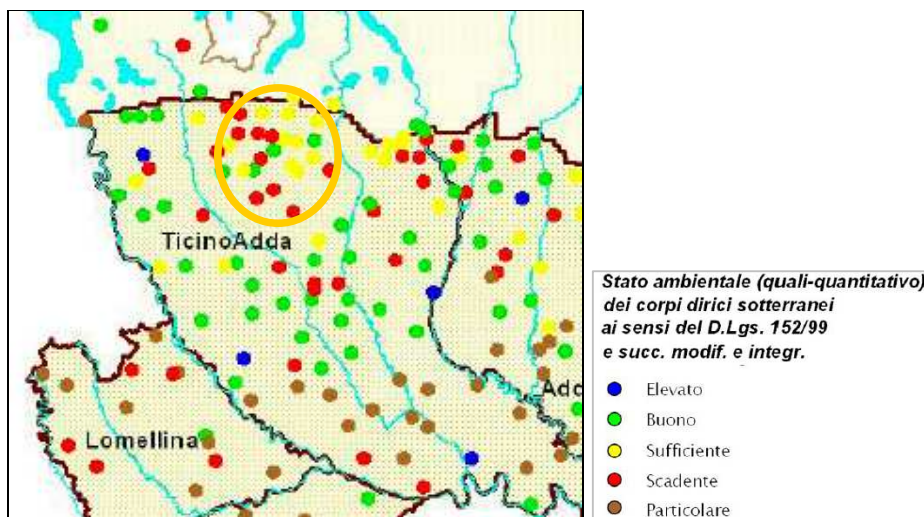 TicinoAdda
Lomellina
Add
Stato ambientale (quali-quantitativo)
dei corpi dirici sotterranei
ai sensi del D.Lgs. 152/99
e succ. modif. e integr.
Elevato
Buono
Sufficiente
Scadente
Particolare